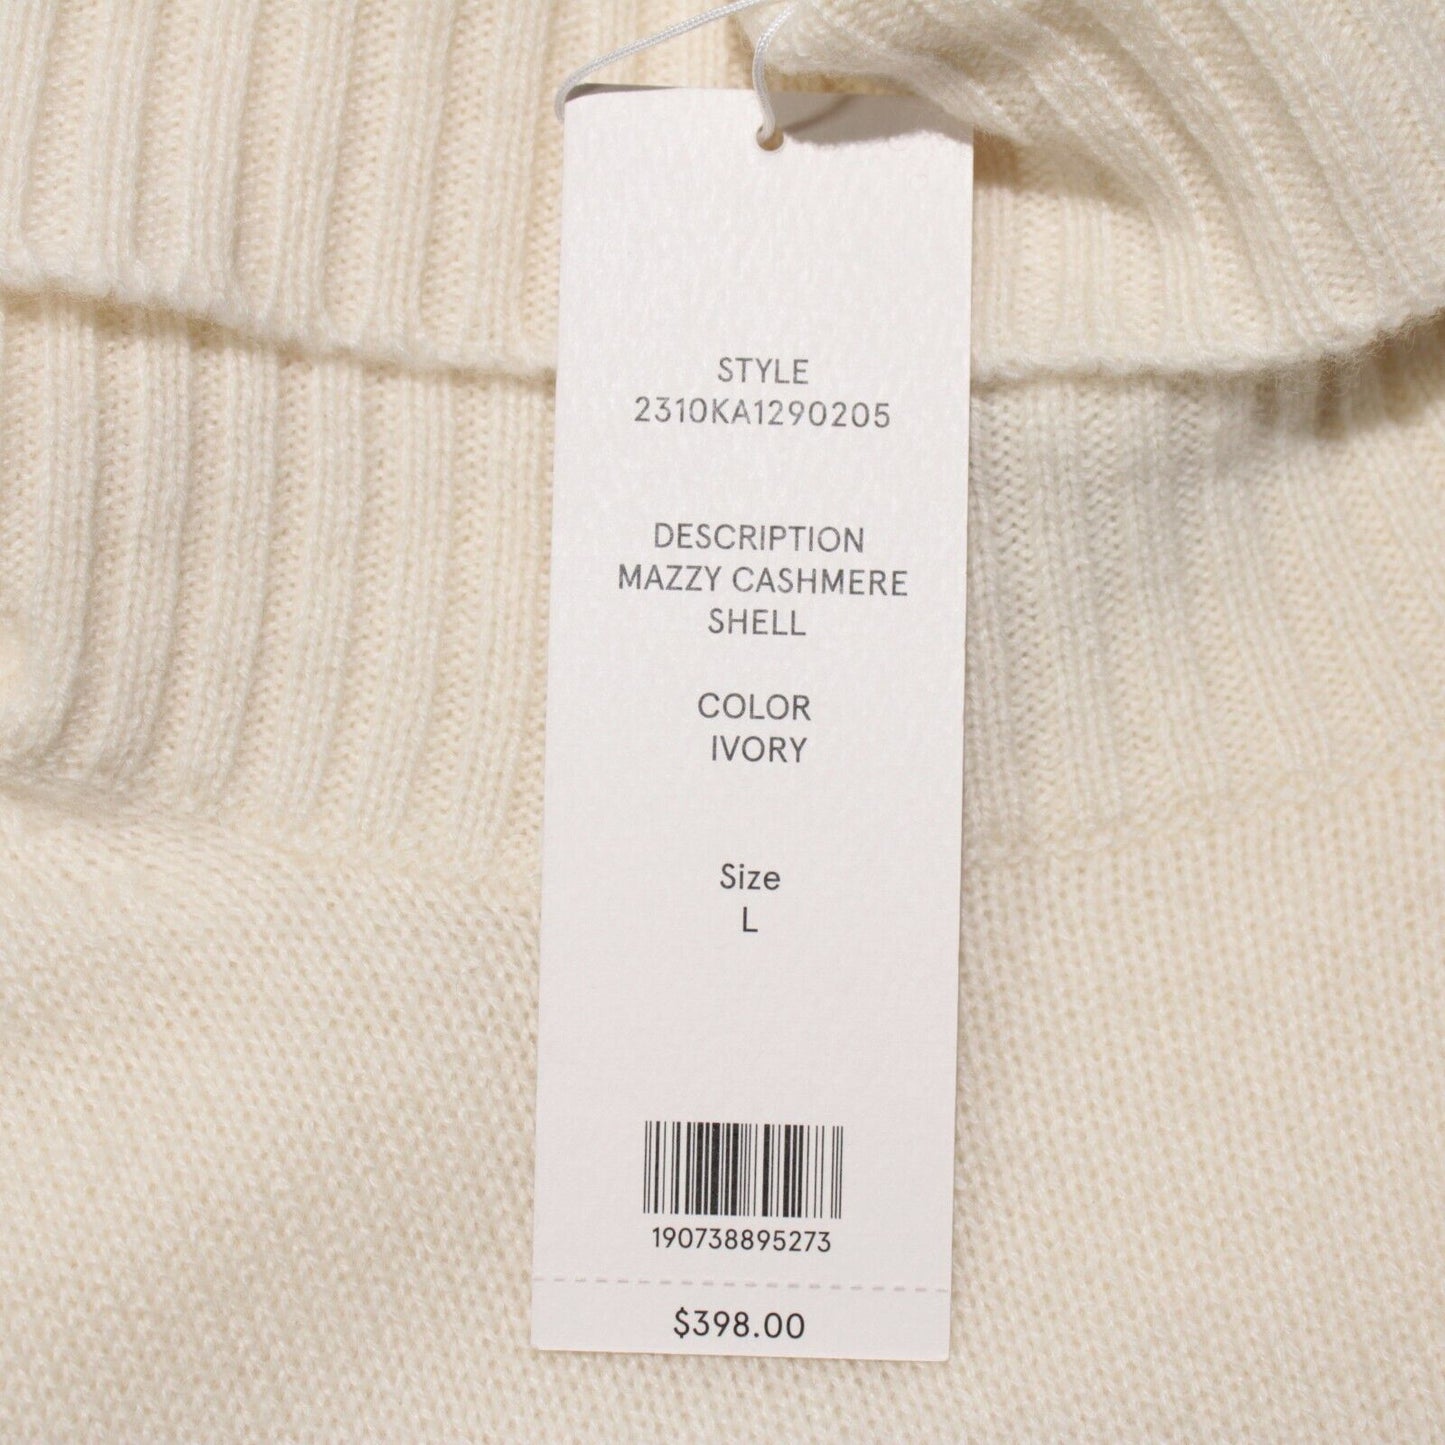 STYLE
2310KA1290205
DESCRIPTION
MAZZY CASHMERE
SHELL
COLOR
IVORY
Size
L
190738895273
$398.00